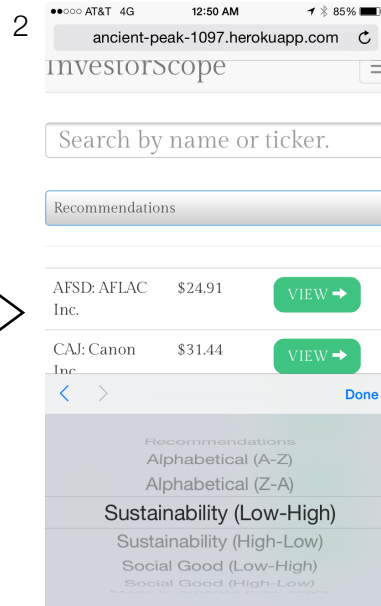 2
●●○○○ AT&T 4G 12:50 AM 85%
ancient-peak-1097.herokuapp.com
InvestorScope
Search by name or ticker.
Recommendations
AFSD: AFLAC Inc. $24.91 VIEW
CAJ: Canon Inc $31.44 VIEW
Done
Recommendations
Alphabetical (A-Z)
Alphabetical (Z-A)
Sustainability (Low-High)
Sustainability (High-Low)
Social Good (Low-High)
Social Good (High-Low)